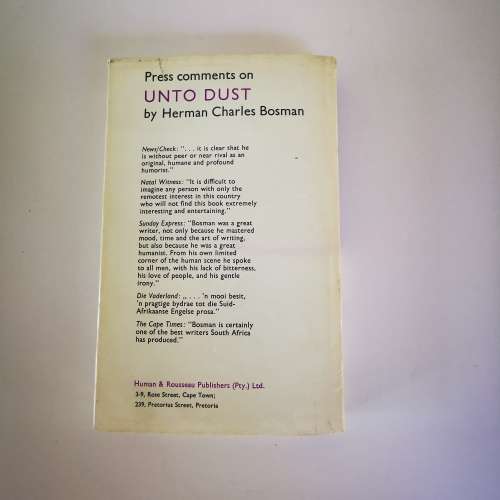 Press comments on
UNTO DUST
by Herman Charles Bosman
News/Check: ". . . it is clear that he
is without peer or near rival as an
original, humane and profound
humorist."
Natal Witness: "It is difficult to
imagine any person with only the
remotest interest in this country
who will not find this book extremely
interesting and entertaining."
Sunday Express: "Bosman was a great
writer, not only because he mastered
mood, time and the art of writing,
but also because he was a great
humanist. From his own limited
corner of the human scene he spoke
to all men, with his lack of bitterness,
his love of people, and his gentle
irony."
Die Vaderland: „ . . . 'n mooi besit,
'n pragtige bydrae tot die Suid-
Afrikaanse Engelse prosa."
The Cape Times: "Bosman is certainly
one of the best writers South Africa
has produced."
Human & Rousseau Publishers (Pty.) Ltd.
3-9, Rose Street, Cape Town;
239, Pretorius Street, Pretoria